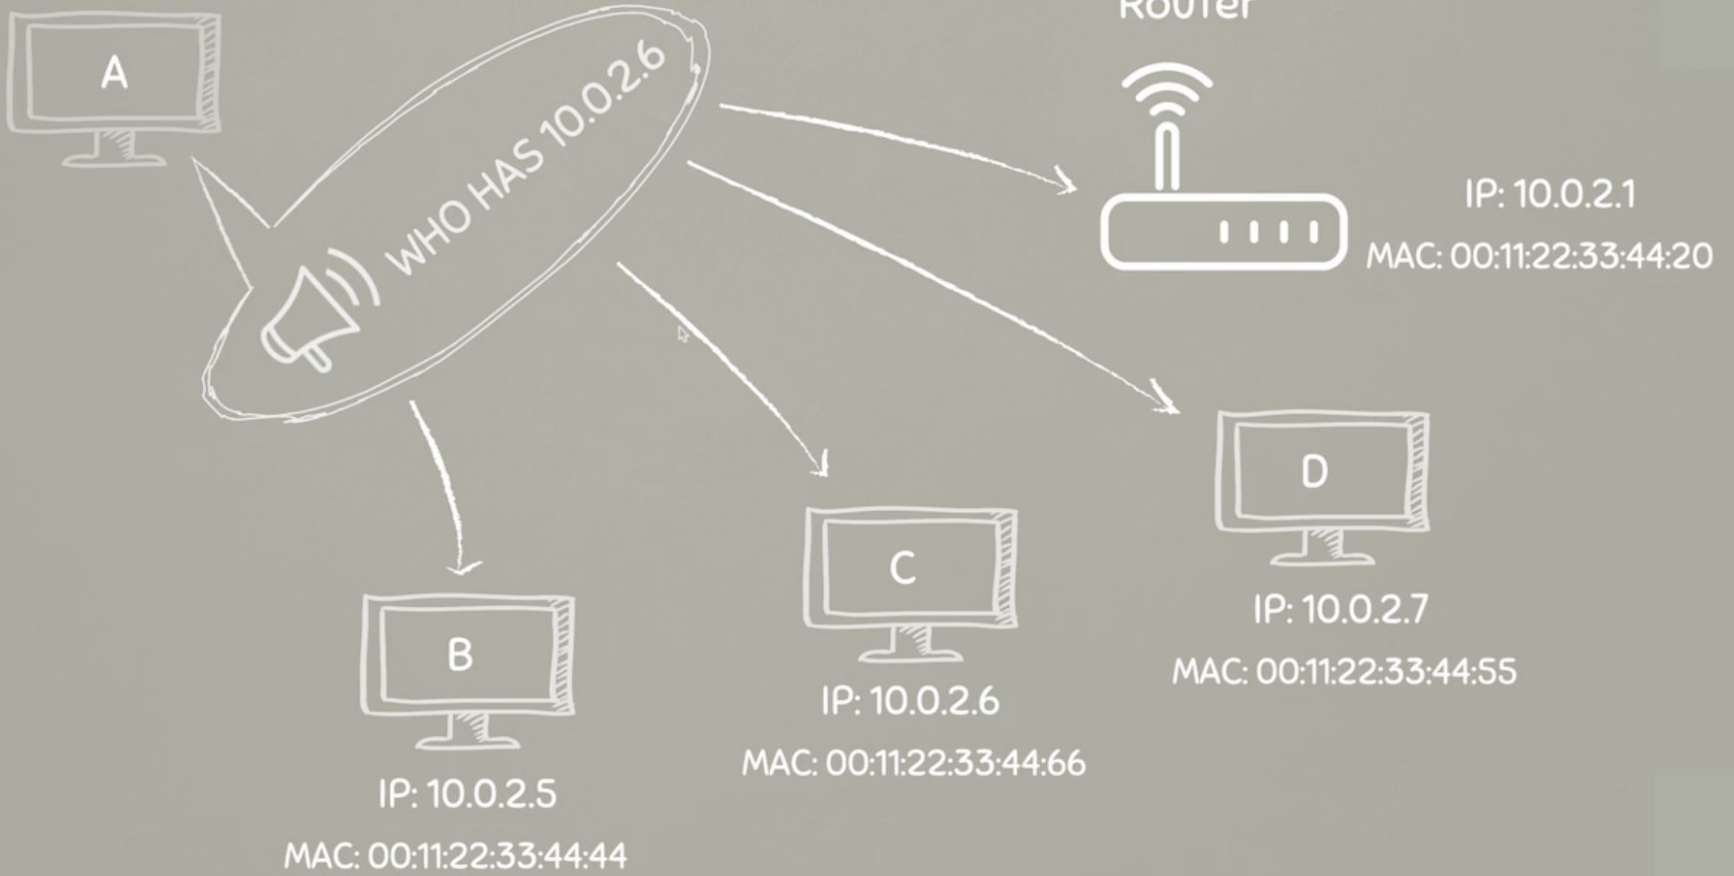 A
WHO HAS 10.0.2.6
Router
IP: 10.0.2.1
MAC: 00:11:22:33:44:20
D
IP: 10.0.2.7
MAC: 00:11:22:33:44:55
C
IP: 10.0.2.6
MAC: 00:11:22:33:44:66
B
IP: 10.0.2.5
MAC: 00:11:22:33:44:44